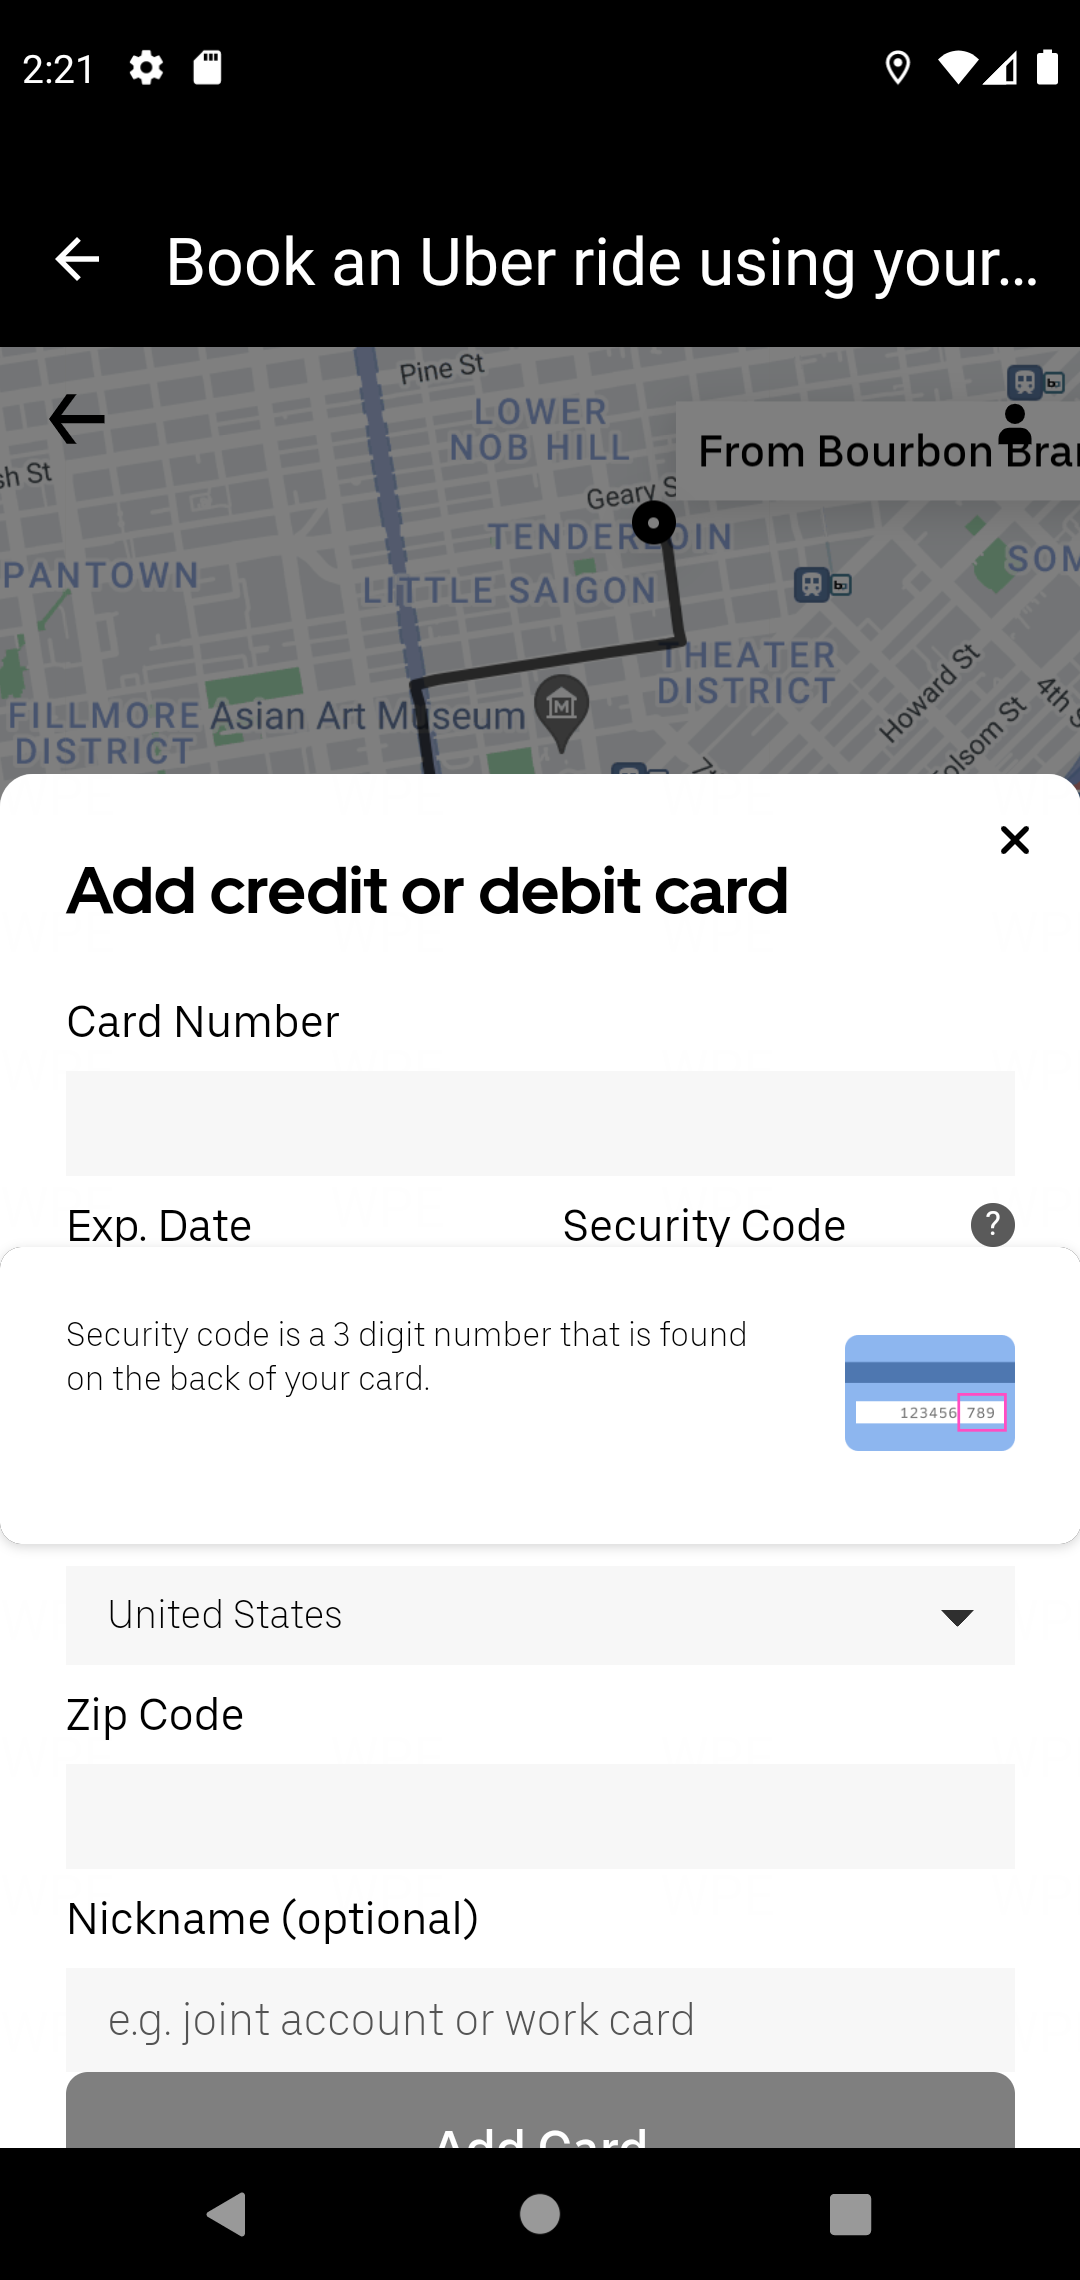 2:21
Book an Uber ride using your...
Pine St
LOWER
NOB HILL
From Bourbon Bra
sh St
Geary S
TENDERLOIN
SOM
PANTOWN
LITTLE SAIGON
THEATER
DISTRICT
Howard St
4th S
Folsom St
FILLMORE
DISTRICT
Asian Art Museum
Add credit or debit card
Card Number
Exp. Date
Security Code
?
Security code is a 3 digit number that is found
on the back of your card.
123456 789
United States
Zip Code
Nickname (optional)
e.g. joint account or work card
Add Card